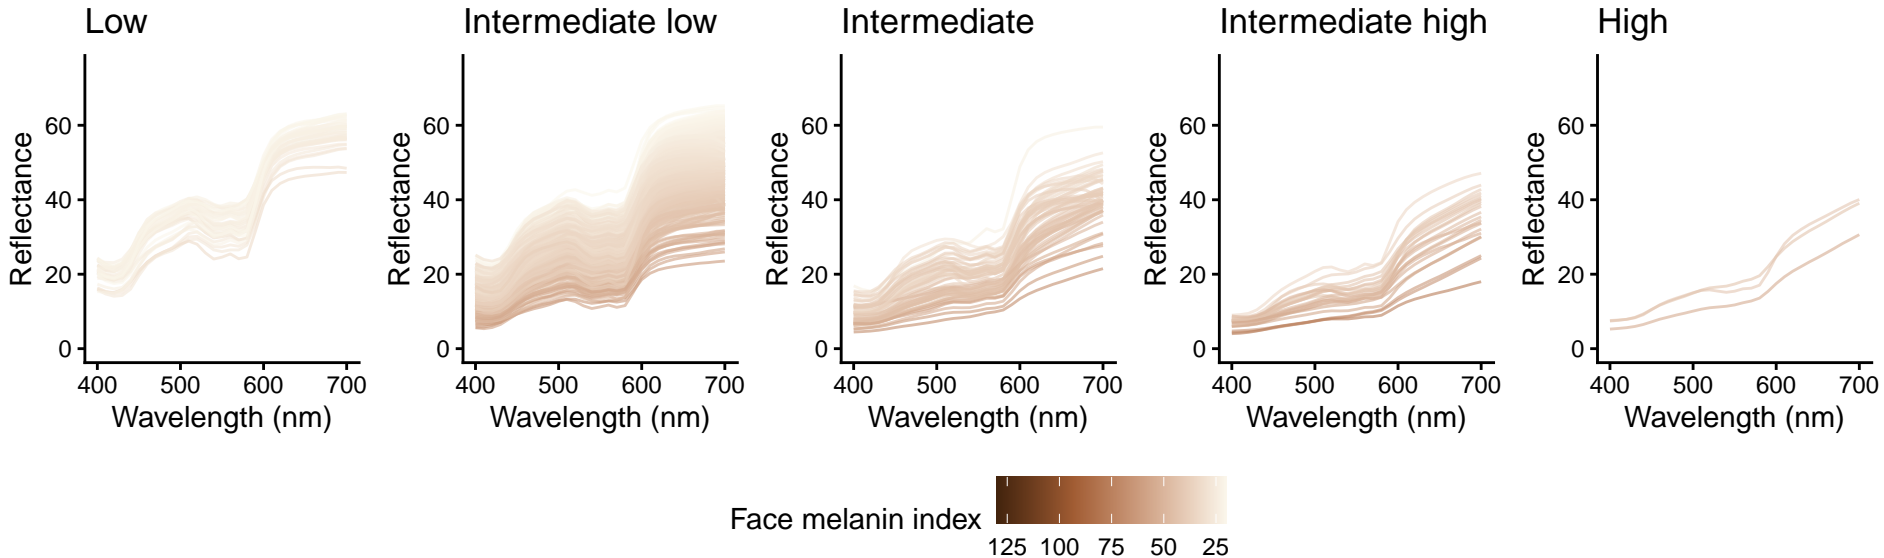 Low Intermediate low Intermediate Intermediate high High
Reflectance Reflectance Reflectance Reflectance Reflectance
60 60 60 60 60
40 40 40 40 40
20 20 20 20 20
0 0 0 0 0
400 500 600 700 400 500 600 700 400 500 600 700 400 500 600 700 400 500 600 700
Wavelength (nm) Wavelength (nm) Wavelength (nm) Wavelength (nm) Wavelength (nm)
Face melanin index
125 100 75 50 25